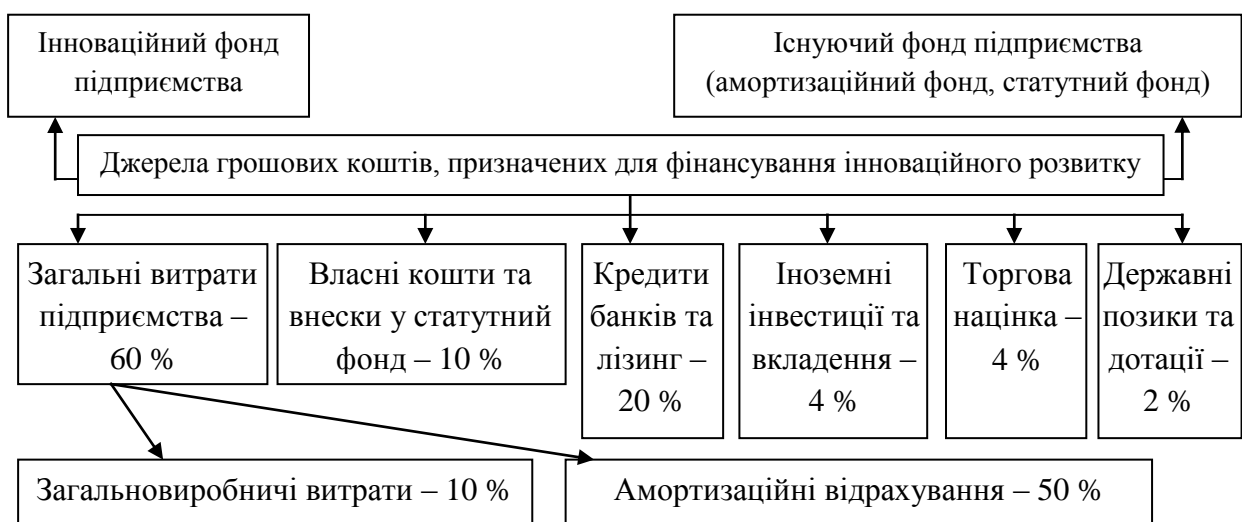 Інноваційний фонд
підприємства
Існуючий фонд підприємства
(амортизаційний фонд, статутний фонд)
Джерела грошових коштів, призначених для фінансування інноваційного розвитку
Загальні витрати
підприємства –
60 %
Власні кошти та
внески у статутний
фонд – 10 %
Кредити
банків та
лізинг –
20 %
Іноземні
інвестиції та
вкладення –
4 %
Торгова
націнка –
4 %
Державні
позики та
дотації –
2 %
Загальновиробничі витрати – 10 %
Амортизаційні відрахування – 50 %